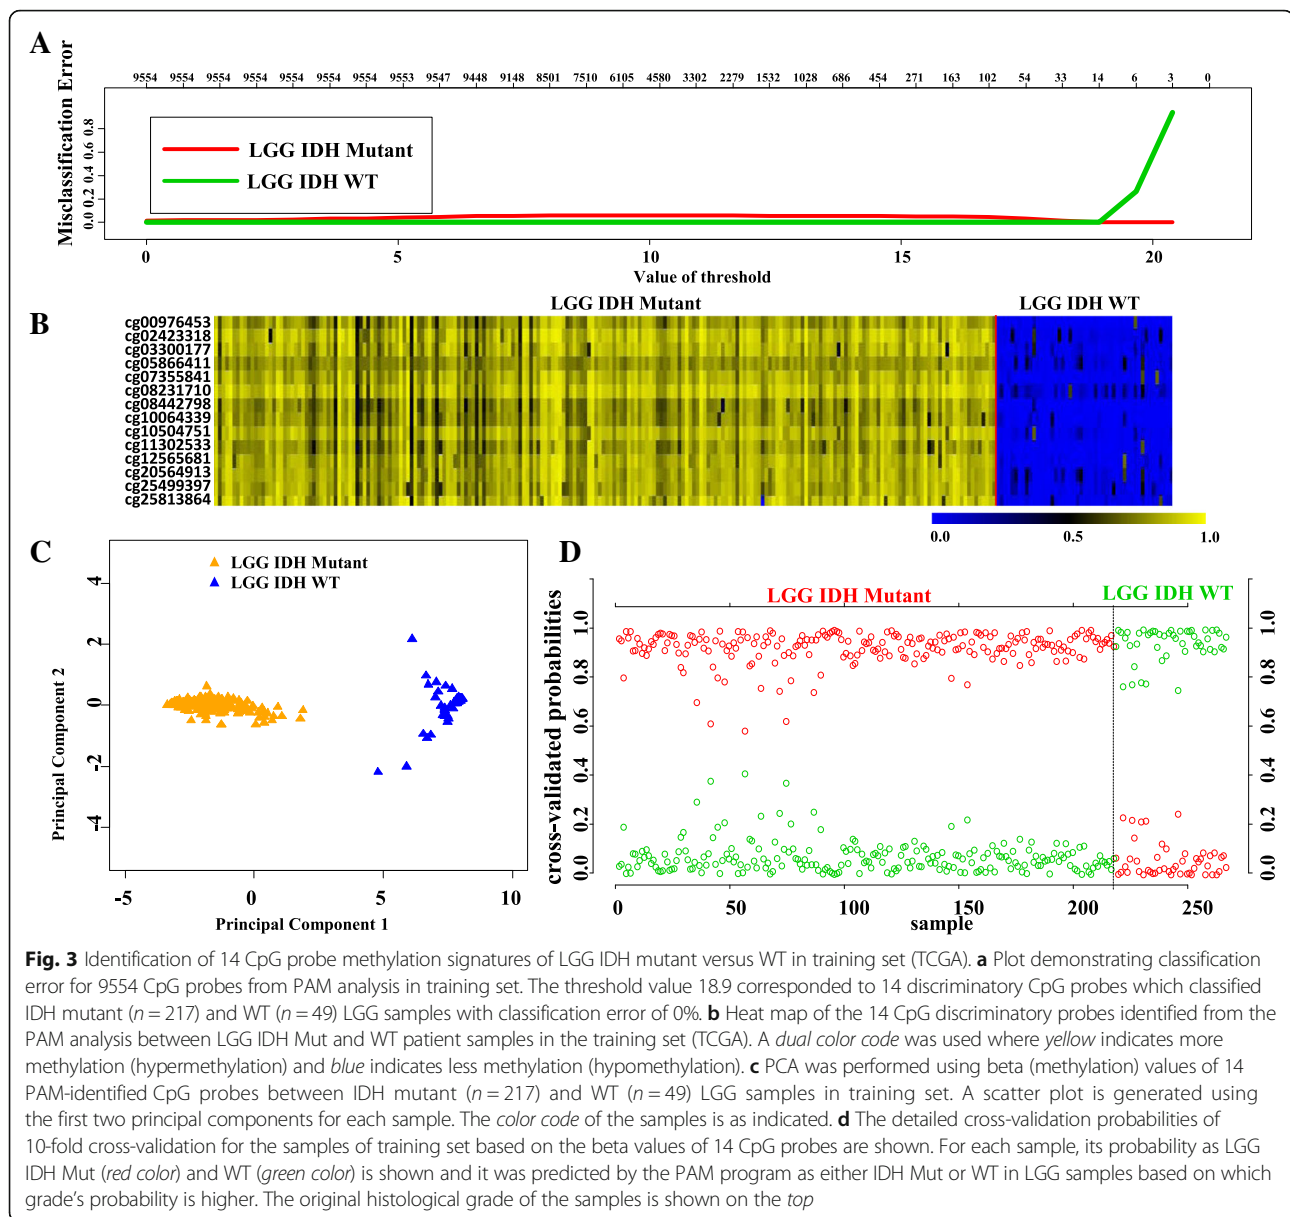 A
9554 9554 9554 9554 9554 9554 9554 9553 9547 9448 9148 8501 7510 6105 4580 3302 2279 1532 1028 686 454 271 163 102 54 33 14 6 3 0
Misclassification Error
0.0 0.2 0.4 0.6 0.8
LGG IDH Mutant
LGG IDH WT
0 5 10 15 20
Value of threshold
B
LGG IDH Mutant LGG IDH WT
cg00976453
cg02423318
cg03300177
cg05866411
cg07355841
cg08231710
cg08442798
cg10064339
cg10504751
cg11302533
cg12565681
cg20564913
cg25499397
cg25813864
0.0 0.5 1.0
C
LGG IDH Mutant
LGG IDH WT
Principal Component 2
4
2
0
-2
-4
-5 0 5 10
Principal Component 1
D
LGG IDH Mutant LGG IDH WT
cross-validated probabilities
0.0 0.2 0.4 0.6 0.8 1.0
0.0 0.2 0.4 0.6 0.8 1.0
0 50 100 150 200 250
sample
Fig. 3 Identification of 14 CpG probe methylation signatures of LGG IDH mutant versus WT in training set (TCGA). a Plot demonstrating classification
error for 9554 CpG probes from PAM analysis in training set. The threshold value 18.9 corresponded to 14 discriminatory CpG probes which classified
IDH mutant (n = 217) and WT (n = 49) LGG samples with classification error of 0%. b Heat map of the 14 CpG discriminatory probes identified from the
PAM analysis between LGG IDH Mut and WT patient samples in the training set (TCGA). A dual color code was used where yellow indicates more
methylation (hypermethylation) and blue indicates less methylation (hypomethylation). c PCA was performed using beta (methylation) values of 14
PAM-identified CpG probes between IDH mutant (n = 217) and WT (n = 49) LGG samples in training set. A scatter plot is generated using
the first two principal components for each sample. The color code of the samples is as indicated. d The detailed cross-validation probabilities of
10-fold cross-validation for the samples of training set based on the beta values of 14 CpG probes are shown. For each sample, its probability as LGG
IDH Mut (red color) and WT (green color) is shown and it was predicted by the PAM program as either IDH Mut or WT in LGG samples based on which
grade's probability is higher. The original histological grade of the samples is shown on the top